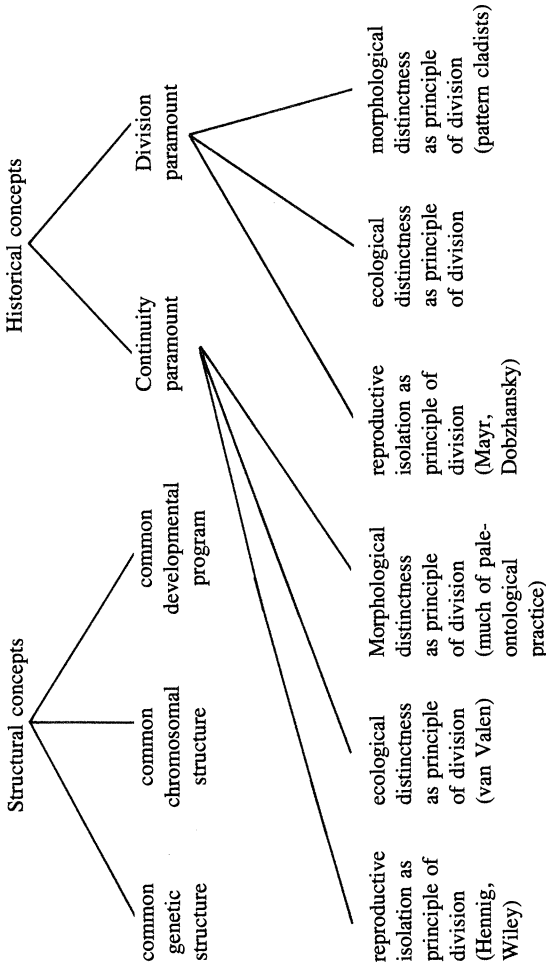 Structural concepts
Historical concepts
common
genetic
structure
common
chromosomal
structure
common
developmental
program
Continuity
paramount
Division
paramount
reproductive
isolation as
principle of
division
(Hennig,
Wiley)
ecological
distinctness
as principle
of division
(van Valen)
Morphological
distinctness
as principle
of division
(much of pale-
ontological
practice)
reproductive
isolation as
principle of
division
(Mayr,
Dobzhansky)
ecological
distinctness
as principle
of division
morphological
distinctness
as principle
of division
(pattern cladists)